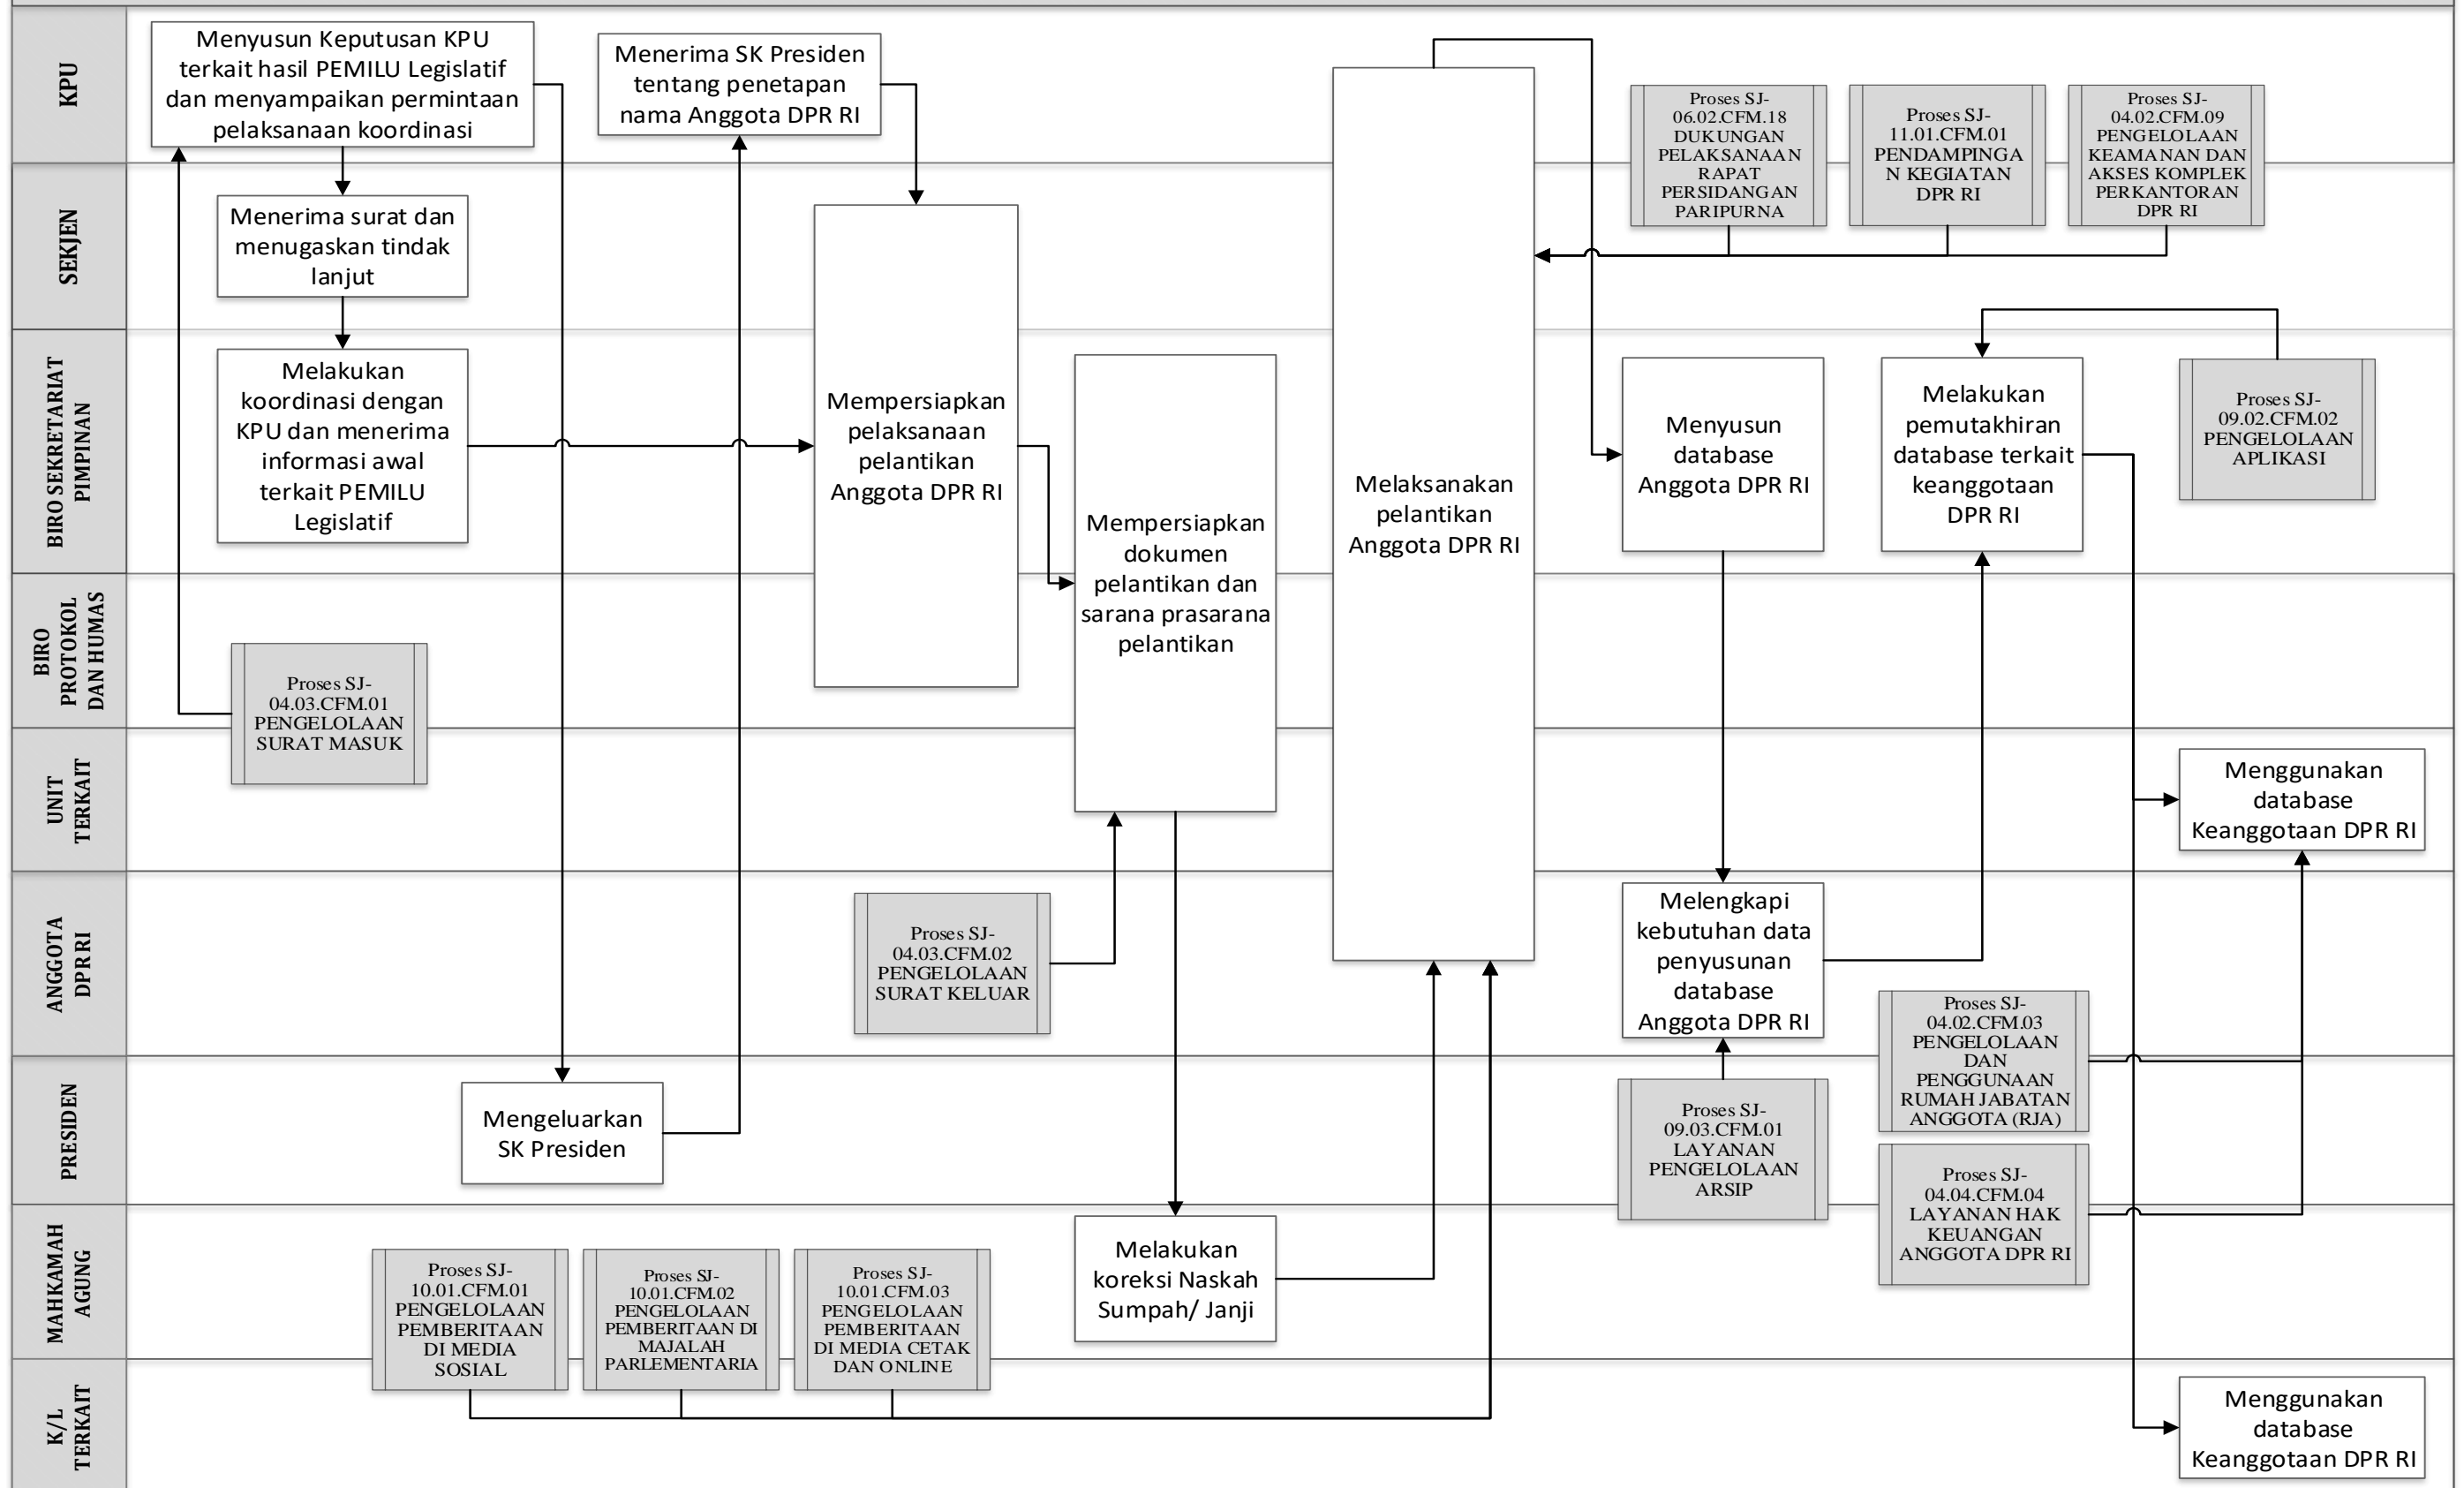 KPU
Menyusun Keputusan KPU
terkait hasil PEMILU Legislatif
dan menyampaikan permintaan
pelaksanaan koordinasi
Menerima SK Presiden
tentang penetapan
nama Anggota DPR RI
Proses SJ-
06.02.CFM.18
DUKUNGAN
PELAKSANAAN
RAPAT
PERSIDANGAN
PARIPURNA
Proses SJ-
11.01.CFM.01
PENDAMPINGA
N KEGIATAN
DPR RI
Proses SJ-
04.02.CFM.09
PENGELOLAAN
KEAMANAN DAN
AKSES KOMPLEK
PERKANTORAN
DPR RI
SEKJEN
Menerima surat dan
menugaskan tindak
lanjut
BIRO SEKRETARIAT
PIMPINAN
Melakukan
koordinasi dengan
KPU dan menerima
informasi awal
terkait PEMILU
Legislatif
Mempersiapkan
pelaksanaan
pelantikan
Anggota DPR RI
Mempersiapkan
dokumen
pelantikan dan
sarana prasarana
pelantikan
Melaksanakan
pelantikan
Anggota DPR RI
Menyusun
database
Anggota DPR RI
Melakukan
pemutakhiran
database terkait
keanggotaan
DPR RI
Proses SJ-
09.02.CFM.02
PENGELOLAAN
APLIKASI
BIRO
PROTOKOL
DAN HUMAS
Proses SJ-
04.03.CFM.01
PENGELOLAAN
SURAT MASUK
UNIT
TERKAIT
Menggunakan
database
Keanggotaan DPR RI
ANGGOTA
DPR RI
Proses SJ-
04.03.CFM.02
PENGELOLAAN
SURAT KELUAR
Melengkapi
kebutuhan data
penyusunan
database
Anggota DPR RI
Proses SJ-
04.02.CFM.03
PENGELOLAAN
DAN
PENGGUNAAN
RUMAH JABATAN
ANGGOTA (RJA)
PRESIDEN
Mengeluarkan
SK Presiden
Proses SJ-
09.03.CFM.01
LAYANAN
PENGELOLAAN
ARSIP
Proses SJ-
04.04.CFM.04
LAYANAN HAK
KEUANGAN
ANGGOTA DPR RI
MAHKAMAH
AGUNG
Proses SJ-
10.01.CFM.01
PENGELOLAAN
PEMBERITAAN
DI MEDIA
SOSIAL
Proses SJ-
10.01.CFM.02
PENGELOLAAN
PEMBERITAAN DI
MAJALAH
PARLEMENTARIA
Proses SJ-
10.01.CFM.03
PENGELOLAAN
PEMBERITAAN
DI MEDIA CETAK
DAN ONLINE
Melakukan
koreksi Naskah
Sumpah/ Janji
K/L
TERKAIT
Menggunakan
database
Keanggotaan DPR RI